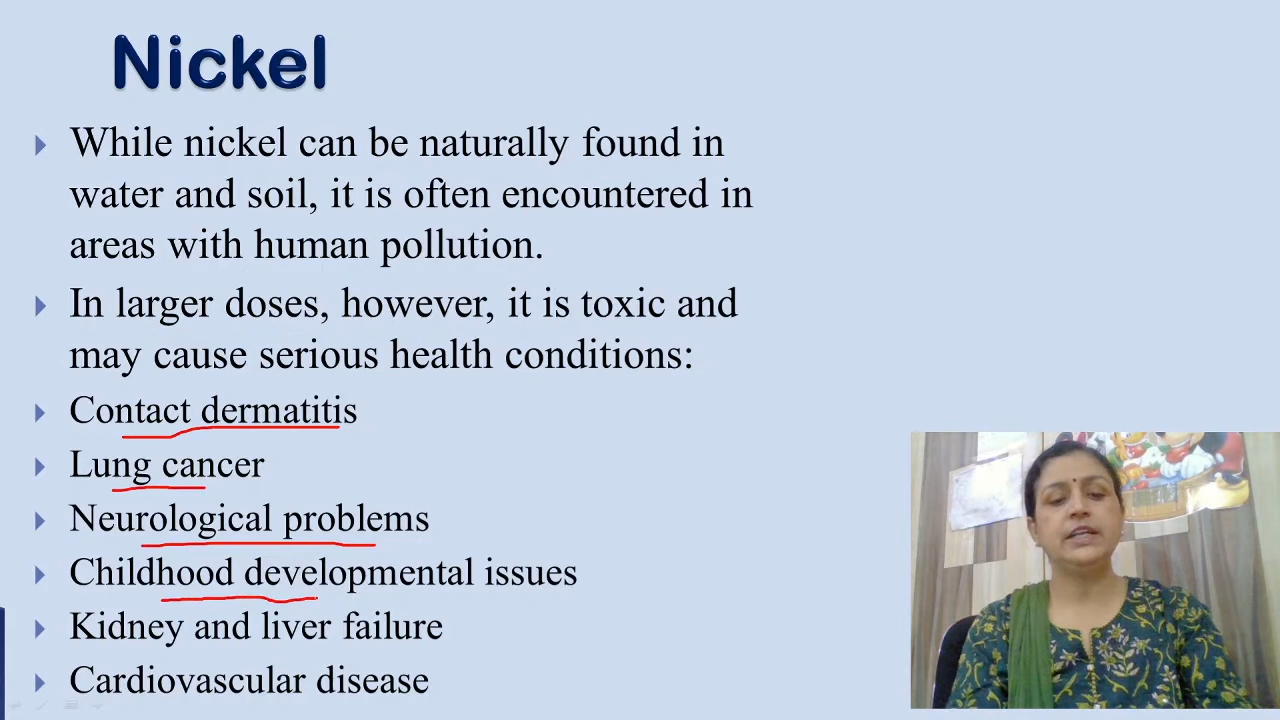 Nickel
While nickel can be naturally found in
water and soil, it is often encountered in
areas with human pollution.
In larger doses, however, it is toxic and
may cause serious health conditions:
Contact dermatitis
Lung cancer
Neurological problems
Childhood developmental issues
Kidney and liver failure
Cardiovascular disease